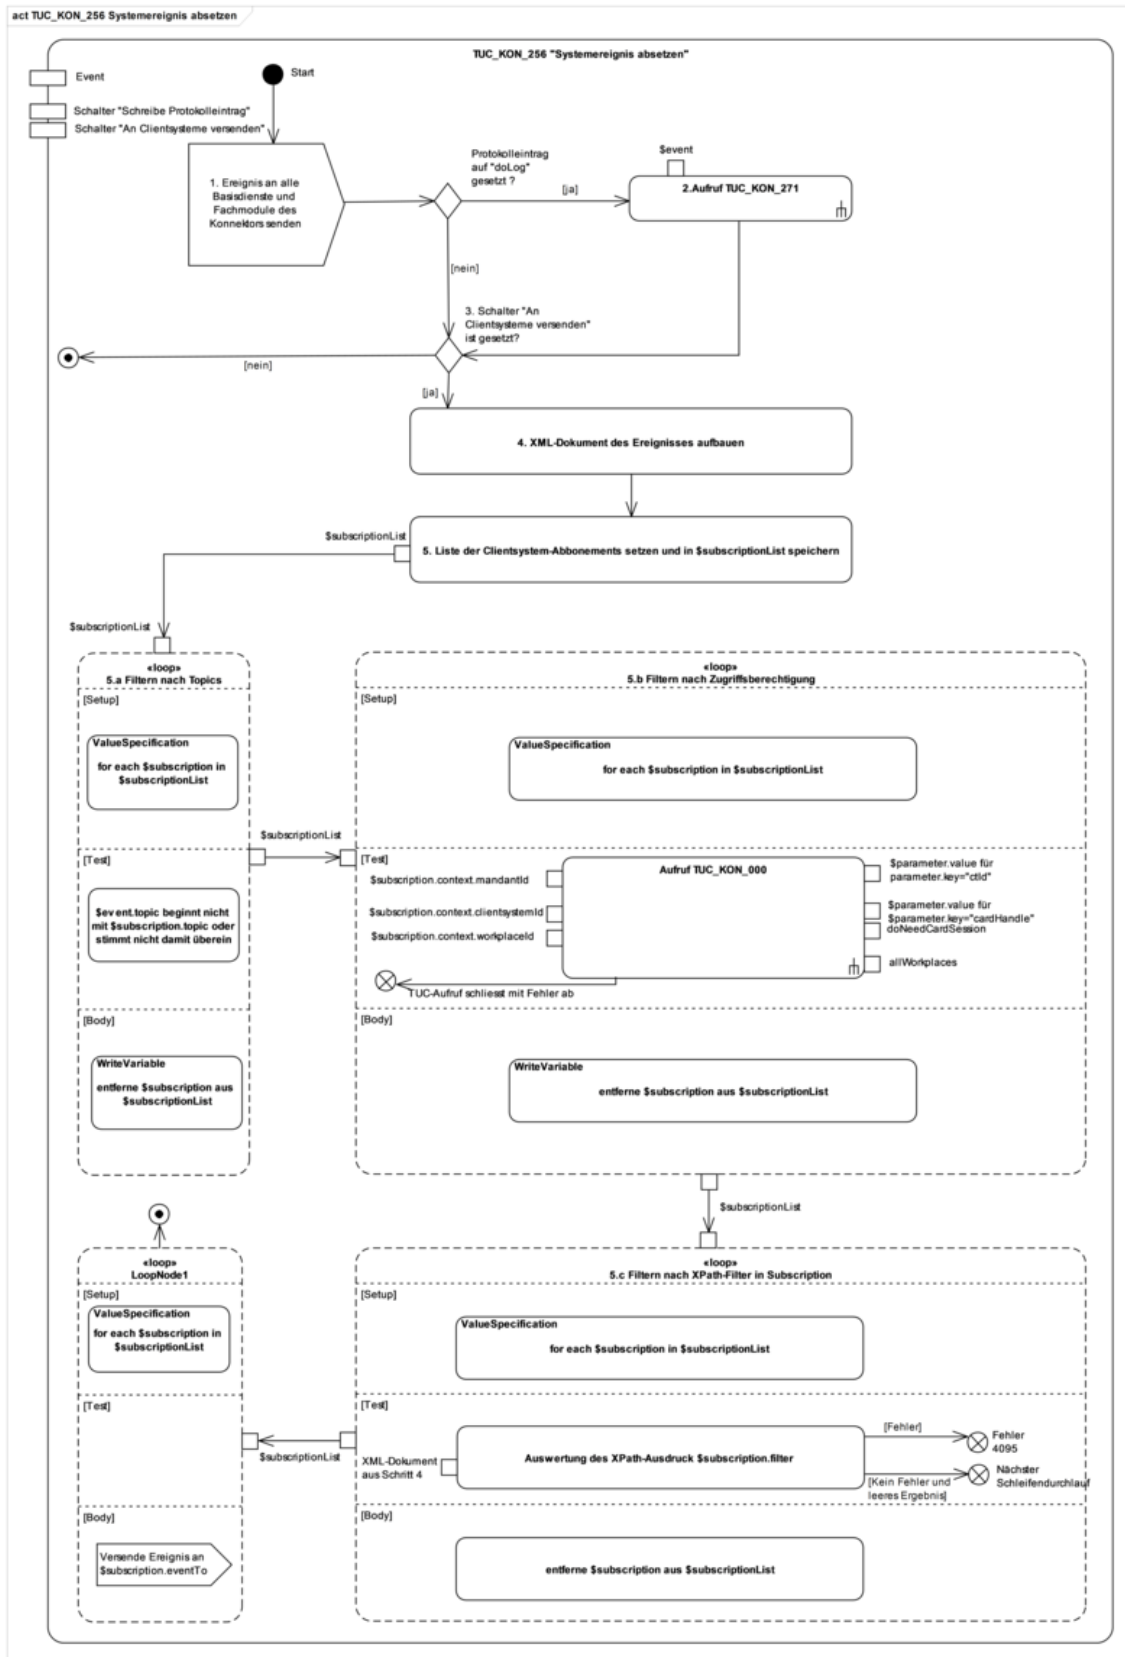 act TUC_KON_256 Systemereignis absetzen
TUC_KON_256 "Systemereignis absetzen"
Event
Start
Schalter "Schreibe Protokolleintrag"
Schalter "An Clientsysteme versenden"
1. Ereignis an alle
Basisdienste und
Fachmodule des
Konnektors senden
Protokolleintrag
auf "doLog"
gesetzt ?
[ja]
$event
2.Aufruf TUC_KON_271
[nein]
3. Schalter "An
Clientsysteme versenden"
ist gesetzt?
[nein]
[ja]
4. XML-Dokument des Ereignisses aufbauen
$subscriptionList
5. Liste der Clientsystem-Abbonements setzen und in $subscriptionList speichern
$subscriptionList
«loop»
5.a Filtern nach Topics
[Setup]
ValueSpecification
for each $subscription in
$subscriptionList
[Test]
$event.topic beginnt nicht
mit $subscription.topic oder
stimmt nicht damit überein
[Body]
WriteVariable
entferne $subscription aus
$subscriptionList
$subscriptionList
«loop»
5.b Filtern nach Zugriffsberechtigung
[Setup]
ValueSpecification
for each $subscription in $subscriptionList
[Test]
$subscription.context.mandantId
$subscription.context.clientsystemId
$subscription.context.workplaceId
Aufruf TUC_KON_000
$parameter.value für
parameter.key="ctId"
$parameter.value für
$parameter.key="cardHandle"
doNeedCardSession
allWorkplaces
TUC-Aufruf schliesst mit Fehler ab
[Body]
WriteVariable
entferne $subscription aus $subscriptionList
$subscriptionList
«loop»
5.c Filtern nach XPath-Filter in Subscription
[Setup]
ValueSpecification
for each $subscription in $subscriptionList
[Test]
XML-Dokument
aus Schritt 4
Auswertung des XPath-Ausdruck $subscription.filter
[Fehler]
Fehler
4095
[Kein Fehler und
leeres Ergebnis]
Nächster
Schleifendurchlauf
[Body]
entferne $subscription aus $subscriptionList
$subscriptionList
«loop»
LoopNode1
[Setup]
ValueSpecification
for each $subscription in
$subscriptionList
[Test]
[Body]
Versende Ereignis an
$subscription.eventTo